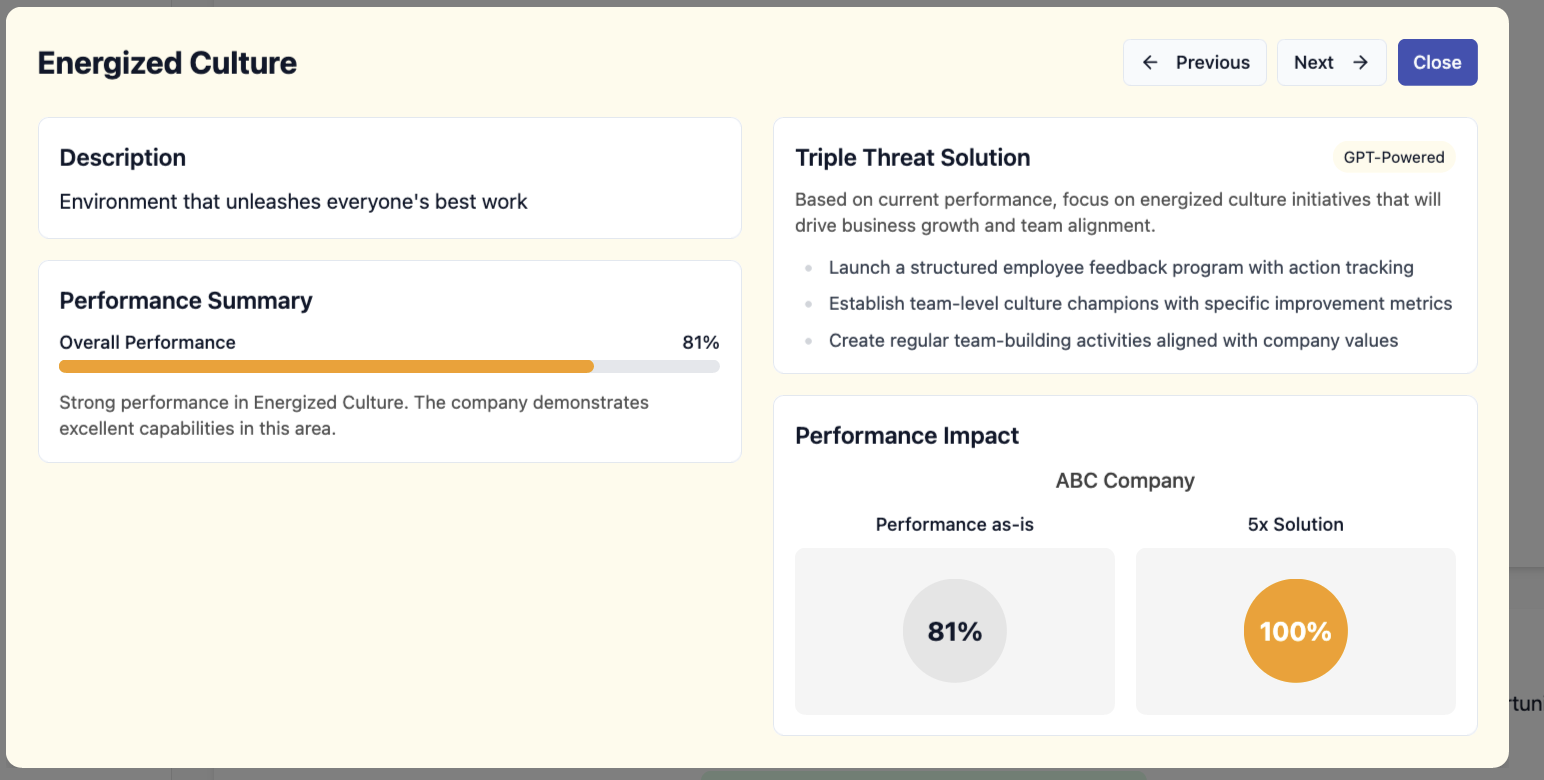 Energized Culture
Previous
Next
Close
Description
Environment that unleashes everyone's best work
Performance Summary
Overall Performance
81%
Strong performance in Energized Culture. The company demonstrates
excellent capabilities in this area.
Triple Threat Solution
GPT-Powered
Based on current performance, focus on energized culture initiatives that will
drive business growth and team alignment.
Launch a structured employee feedback program with action tracking
Establish team-level culture champions with specific improvement metrics
Create regular team-building activities aligned with company values
Performance Impact
ABC Company
Performance as-is
5x Solution
81%
100%